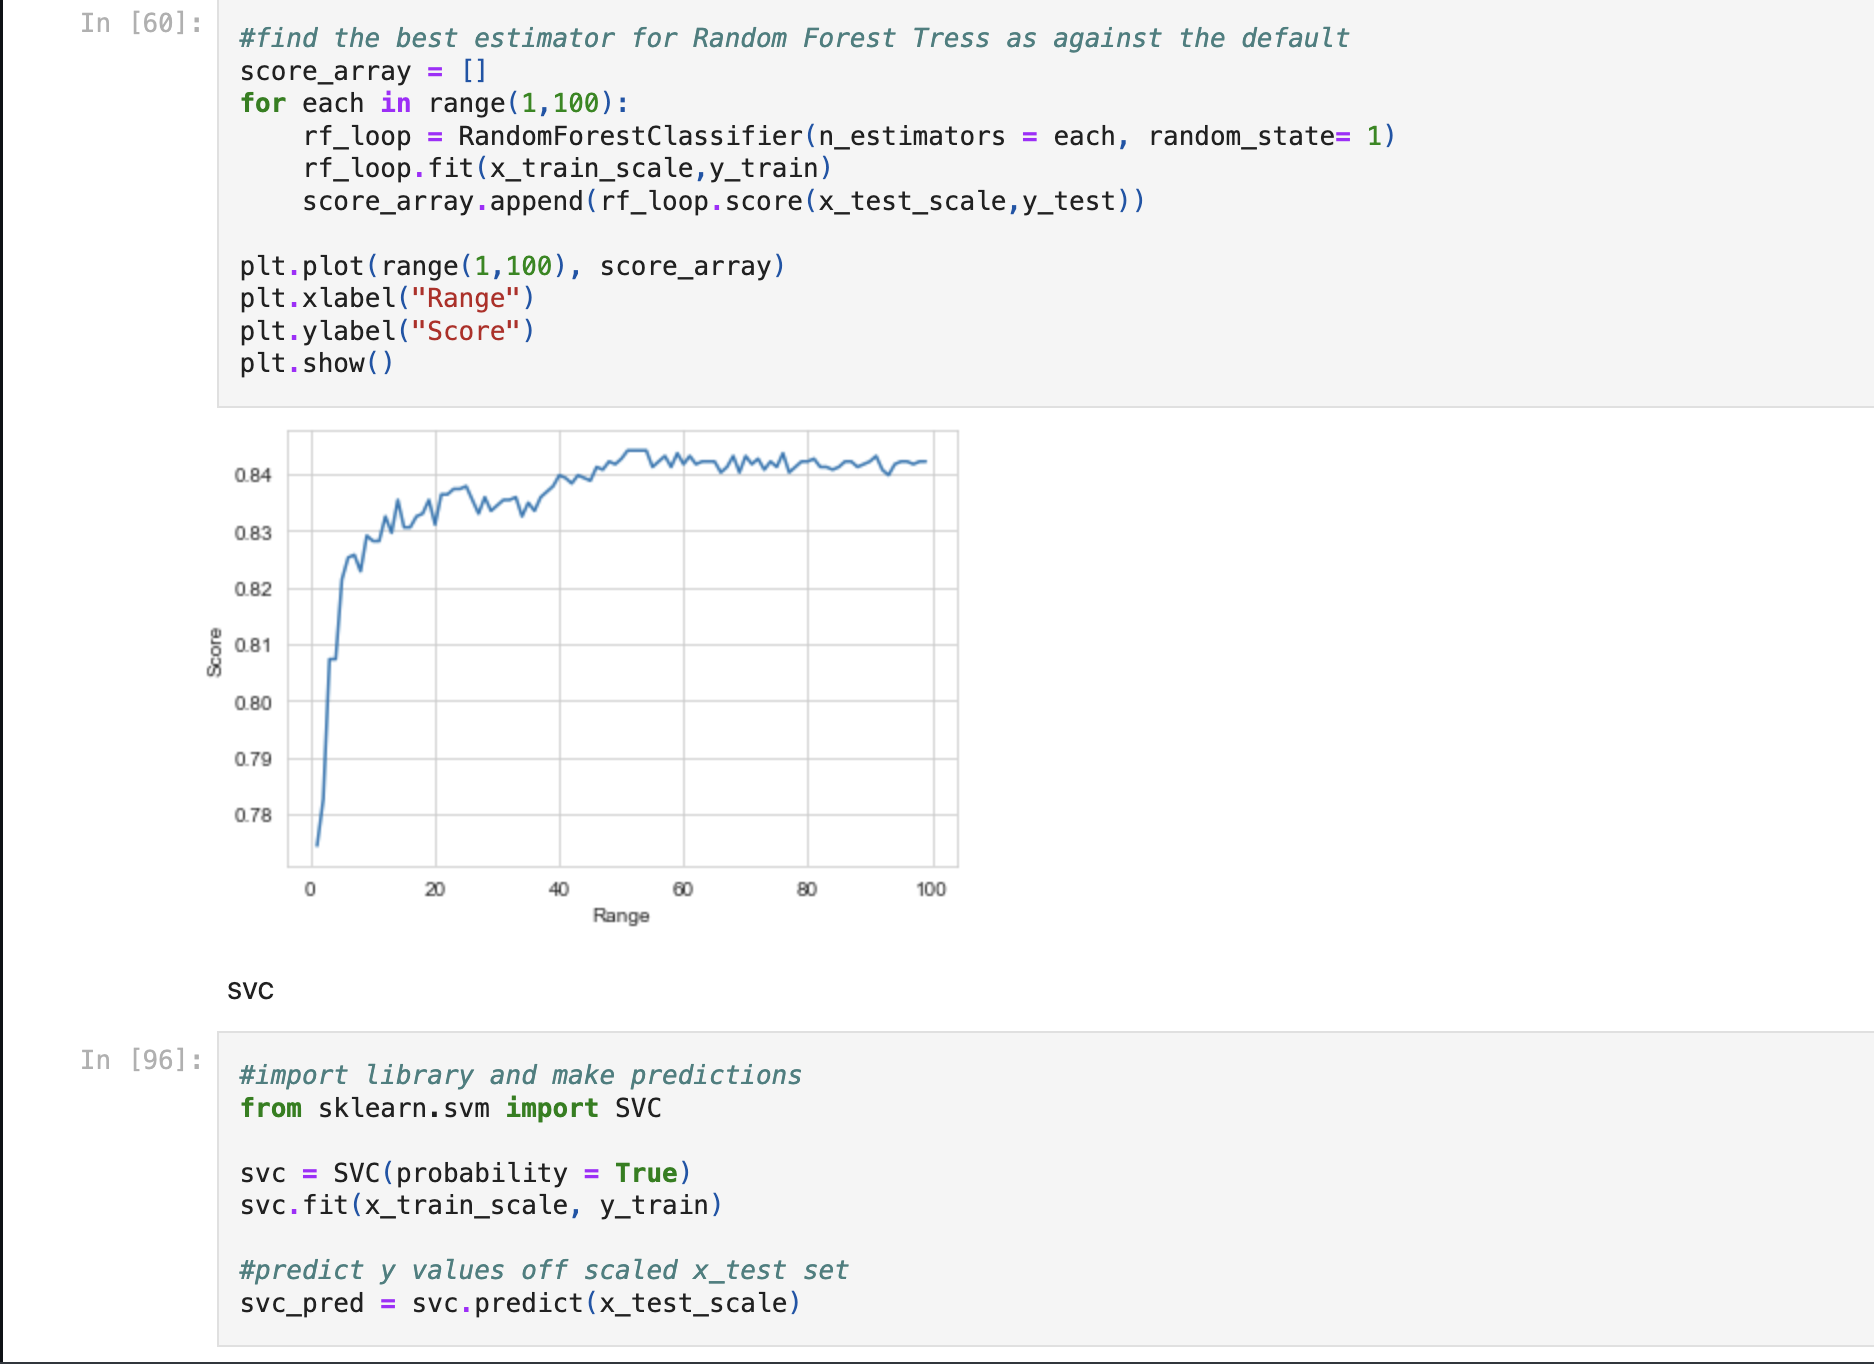 In [60]:
#find the best estimator for Random Forest Tress as against the default
score_array = []
for each in range(1,100):
    rf_loop = RandomForestClassifier(n_estimators = each, random_state= 1)
    rf_loop.fit(x_train_scale,y_train)
    score_array.append(rf_loop.score(x_test_scale,y_test))
plt.plot(range(1,100), score_array)
plt.xlabel("Range")
plt.ylabel("Score")
plt.show()
0.84
0.83
0.82
0.81
0.80
0.79
0.78
Score
0 20 40 60 80 100
Range
svc
In [96]:
#import library and make predictions
from sklearn.svm import SVC
svc = SVC(probability = True)
svc.fit(x_train_scale, y_train)
#predict y values off scaled x_test set
svc_pred = svc.predict(x_test_scale)